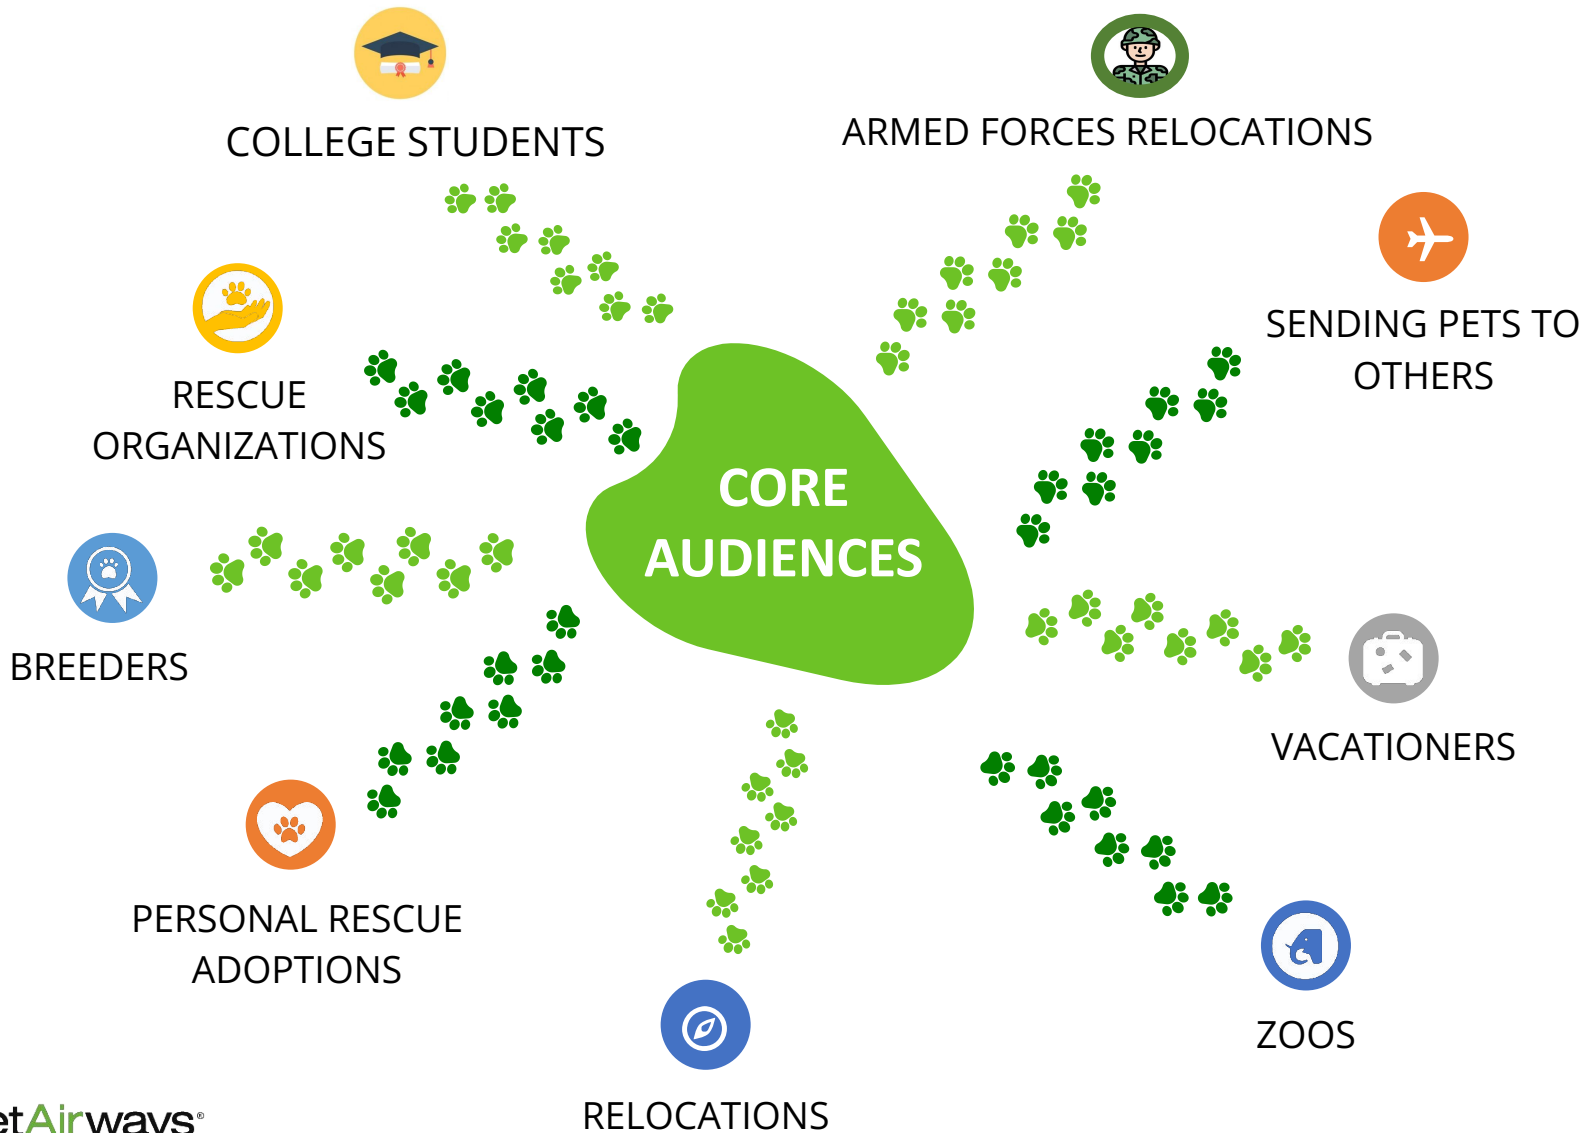 COLLEGE STUDENTS
ARMED FORCES RELOCATIONS
SENDING PETS TO
OTHERS
RESCUE
ORGANIZATIONS
CORE
AUDIENCES
BREEDERS
VACATIONERS
PERSONAL RESCUE
ADOPTIONS
ZOOS
RELOCATIONS
etAirways®